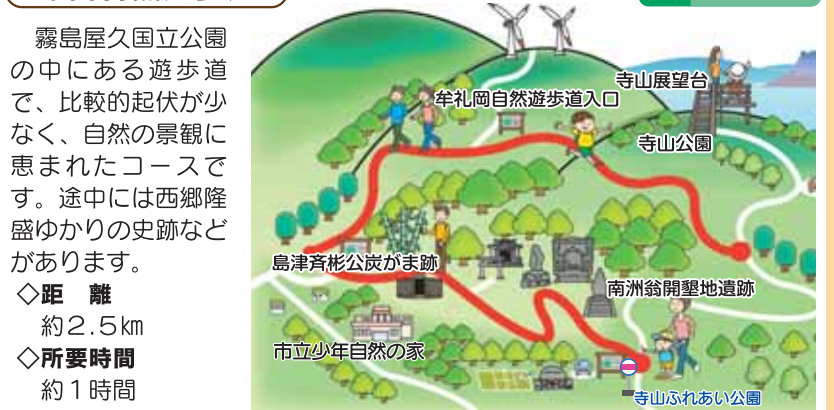 霧島屋久国立公園
の中にある遊歩道
で、比較的起伏が少
なく、自然の景観に
恵まれたコースで
す。途中には西郷隆
盛ゆかりの史跡など
があります。
◇距　離
約2.5㎞
◇所要時間
約1時間
寺山展望台
牟礼岡自然遊歩道入口
寺山公園
島津斉彬公炭がま跡
南洲翁開墾地遺跡
市立少年自然の家
寺山ふれあい公園